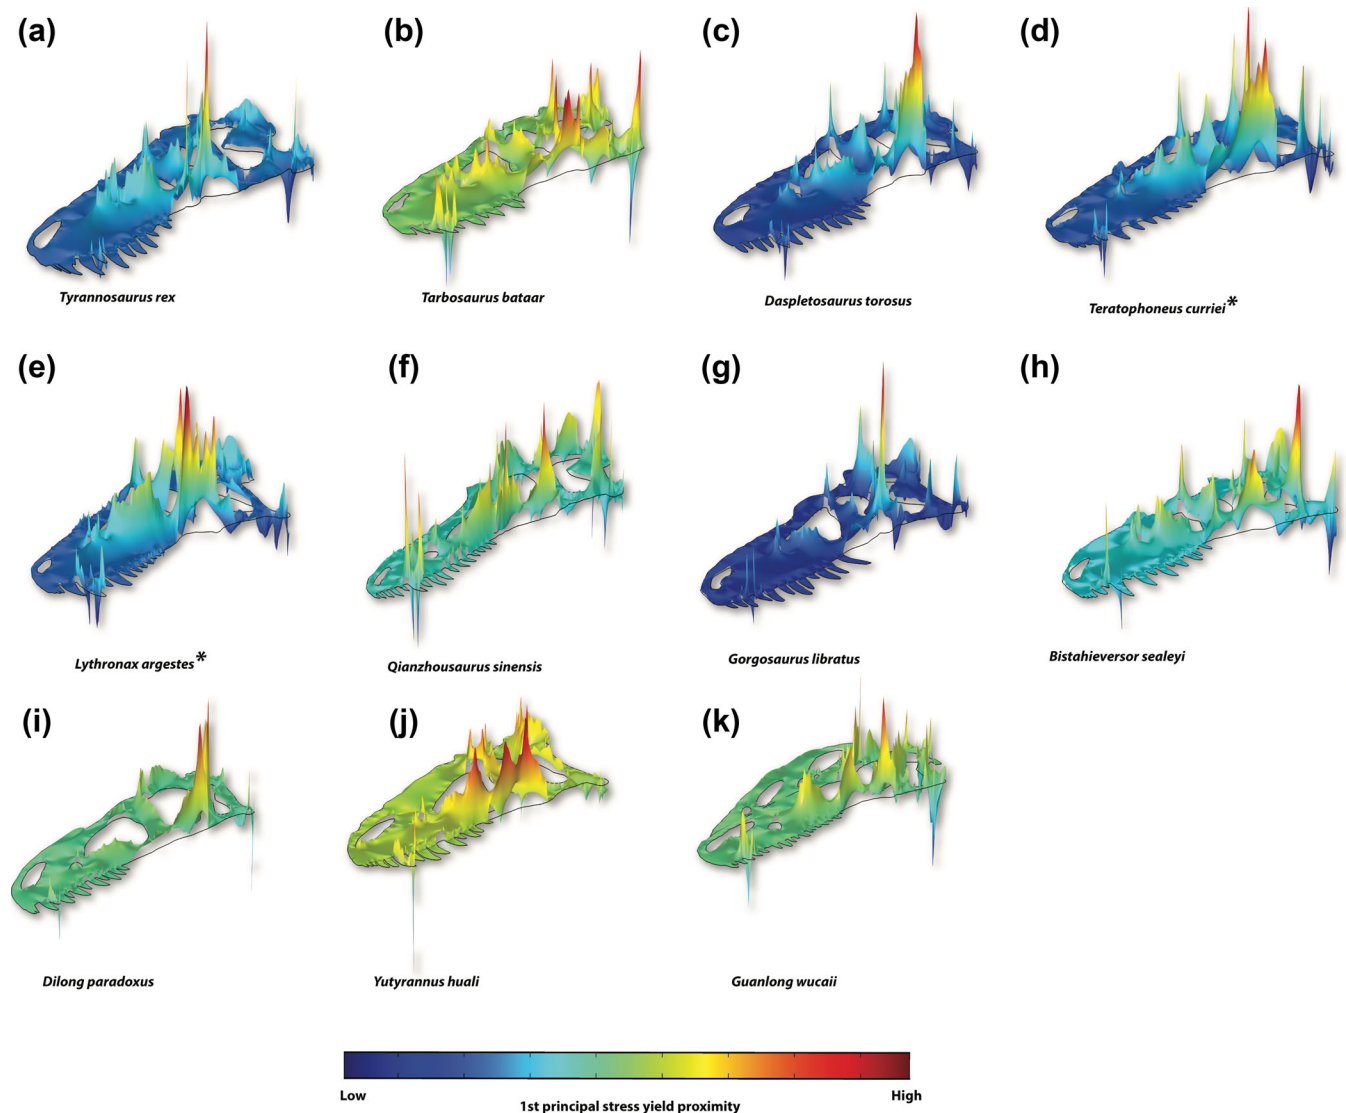 (a)
(b)
(c)
(d)
Tyrannosaurus rex
Tarbosaurus bataar
Daspletosaurus torosus
Teratophoneus curriei*
(e)
(f)
(g)
(h)
Lythronax argestes*
Qianzhousaurus sinensis
Gorgosaurus libratus
Bistahieversor sealeyi
(i)
(j)
(k)
Dilong paradoxus
Yutyrannus huali
Guanlong wucaii
Low
High
1st principal stress yield proximity